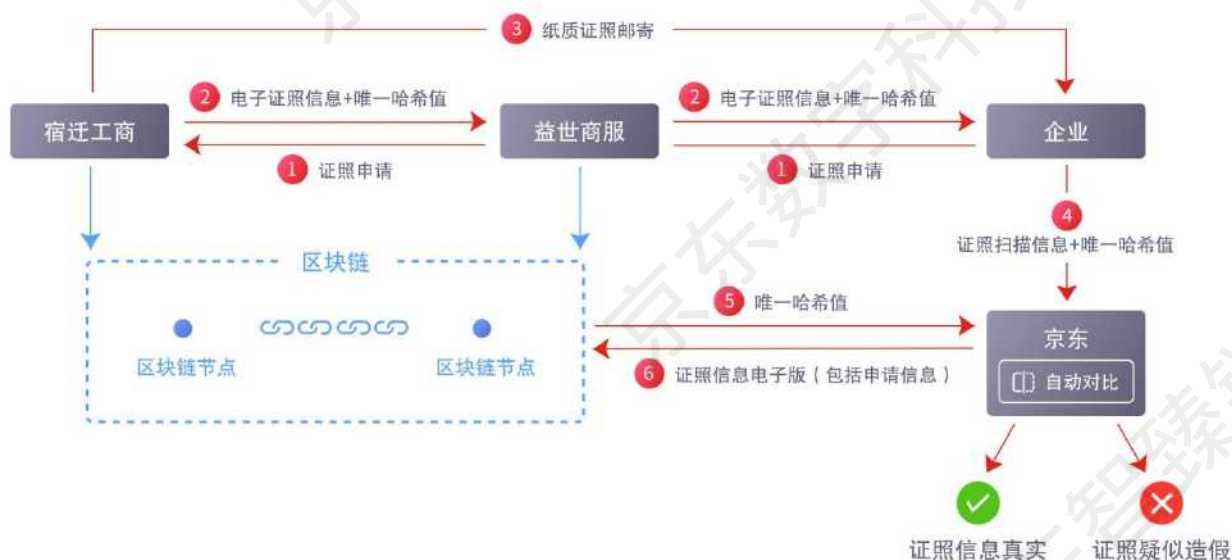 3 纸质证照邮寄
2 电子证照信息+唯一哈希值
2 电子证照信息+唯一哈希值
宿迁工商
益世商服
企业
1 证照申请
1 证照申请
4
证照扫描信息+唯一哈希值
区块链
5 唯一哈希值
京东
区块链节点
区块链节点
6 证照信息电子版（包括申请信息）
自动对比
证照信息真实
证照疑似造假
京东数字科技